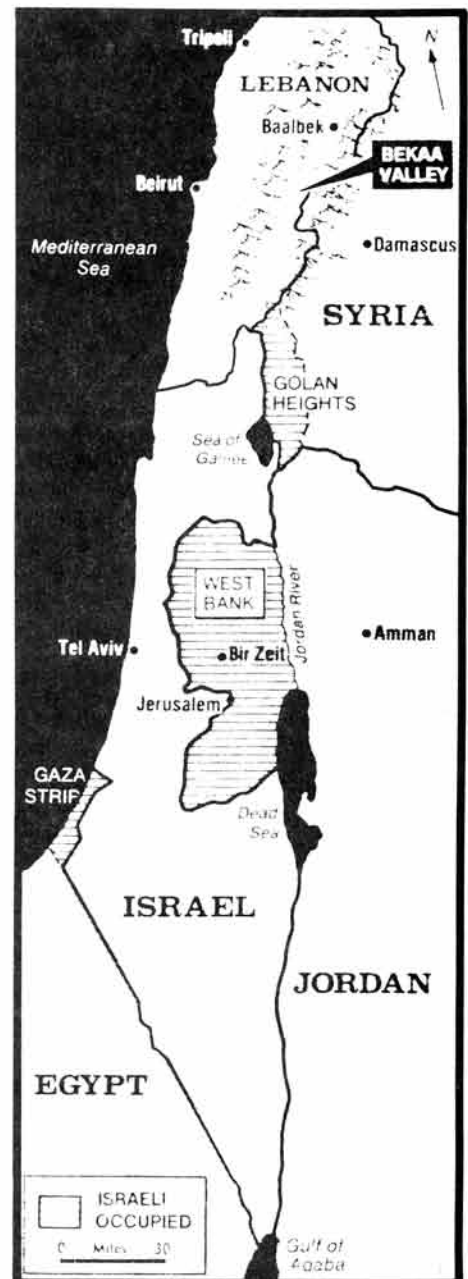 Tripoli
N
LEBANON
Baalbek
BEKAA
VALLEY
Beirut
Mediterranean
Sea
Damascus
SYRIA
GOLAN
HEIGHTS
Sea of
Galilee
WEST
BANK
Jordan River
Amman
Tel Aviv
Bir Zeit
Jerusalem
GAZA
STRIP
Dead
Sea
ISRAEL
JORDAN
EGYPT
ISRAELI
OCCUPIED
0 Miles 30
Gulf of
Aqaba